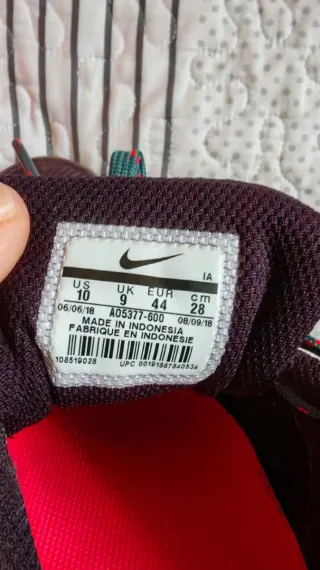 IA
US UK EUR cm
10 9 44 28
06/06/18 AO5377-600 08/09/18
MADE IN INDONESIA
FABRIQUE EN INDONESIE
108519028 UPC 00191887840534